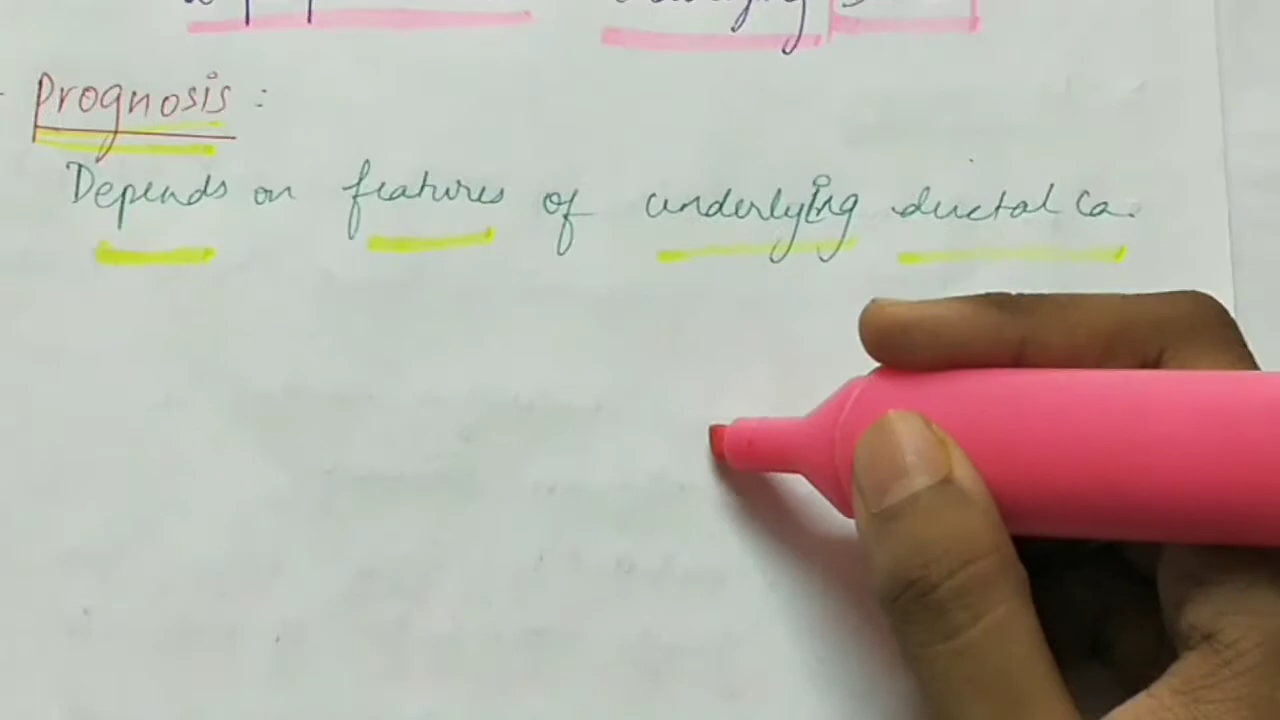 Prognosis :
Depends on features of underlying ductal ca.